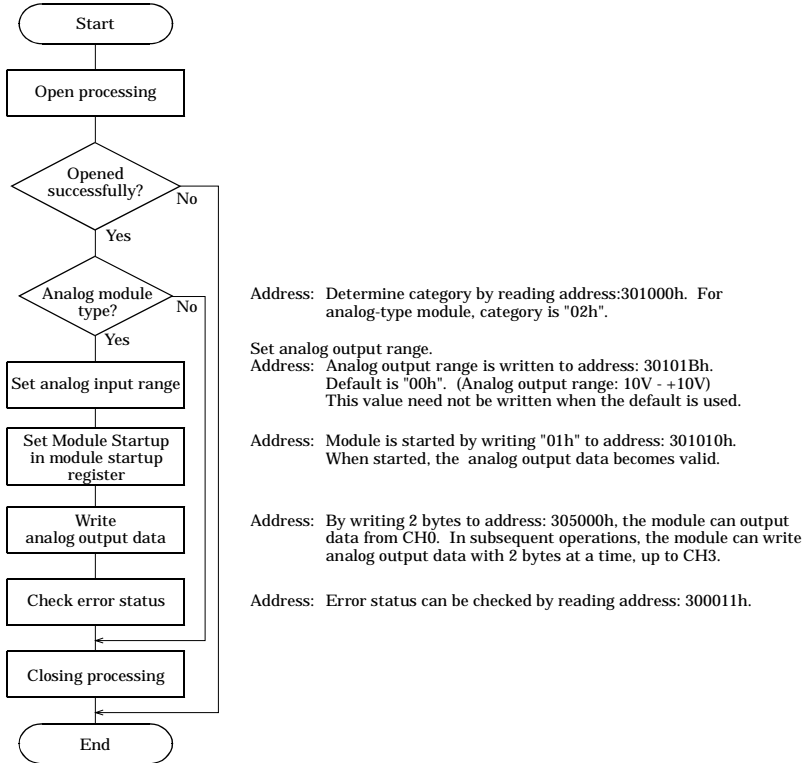 Start
Open processing
Opened
successfully?
No
Yes
Analog module
type?
No
Yes
Address: Determine category by reading address:301000h. For
analog-type module, category is "02h".
Set analog output range.
Set analog input range
Address: Analog output range is written to address: 30101Bh.
Default is "00h". (Analog output range: 10V - +10V)
This value need not be written when the default is used.
Set Module Startup
in module startup
register
Address: Module is started by writing "01h" to address: 301010h.
When started, the analog output data becomes valid.
Write
analog output data
Address: By writing 2 bytes to address: 305000h, the module can output
data from CH0. In subsequent operations, the module can write
analog output data with 2 bytes at a time, up to CH3.
Check error status
Address: Error status can be checked by reading address: 300011h.
Closing processing
End